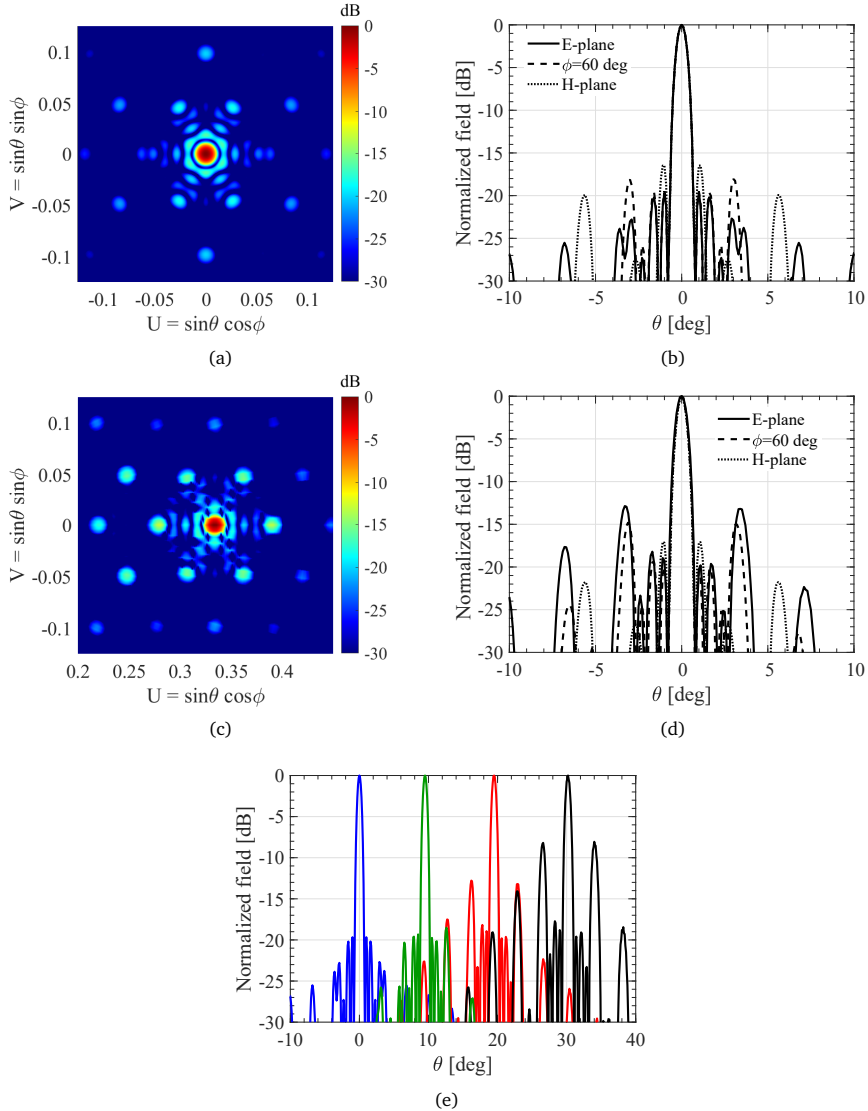 dB
0.1
0.05
0
-0.05
-0.1
V = sinθ sinϕ
-0.1 -0.05 0 0.05 0.1
U = sinθ cosϕ
0
-5
-10
-15
-20
-25
-30
(a)
0
-5
-10
-15
-20
-25
-30
Normalized field [dB]
E-plane
ϕ=60 deg
H-plane
-10 -5 0 5 10
θ [deg]
(b)
dB
0.1
0.05
0
-0.05
-0.1
V = sinθ sinϕ
0.2 0.25 0.3 0.35 0.4
U = sinθ cosϕ
0
-5
-10
-15
-20
-25
-30
(c)
0
-5
-10
-15
-20
-25
-30
Normalized field [dB]
E-plane
ϕ=60 deg
H-plane
-10 -5 0 5 10
θ [deg]
(d)
0
-5
-10
-15
-20
-25
-30
Normalized field [dB]
-10 0 10 20 30 40
θ [deg]
(e)